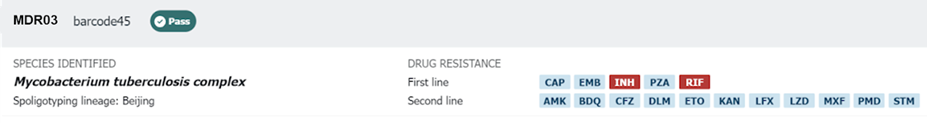 MDR03 barcode45 Pass
SPECIES IDENTIFIED DRUG RESISTANCE
Mycobacterium tuberculosis complex First line CAP EMB INH PZA RIF
Spoligotyping lineage: Beijing Second line AMK BDQ CFZ DLM ETO KAN LFX LZD MXF PMD STM